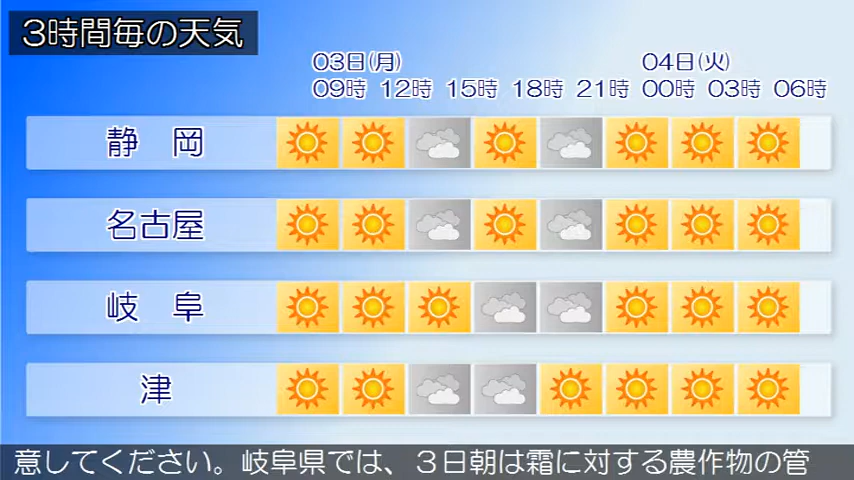 3時間毎の天気
03日(月) 04日(火)
09時 12時 15時 18時 21時 00時 03時 06時
静 岡
名古屋
岐 阜
津
意してください。岐阜県では、３日朝は霜に対する農作物の管